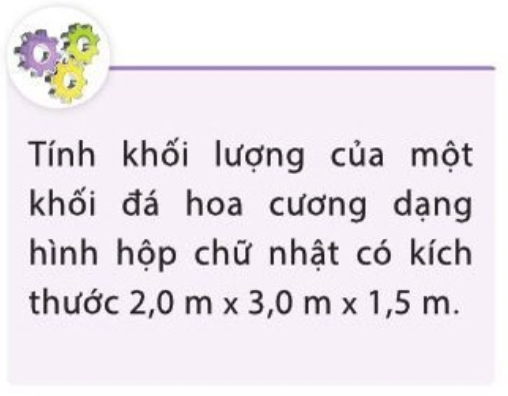 Tính khối lượng của một
khối đá hoa cương dạng
hình hộp chữ nhật có kích
thước 2,0 m x 3,0 m x 1,5 m.